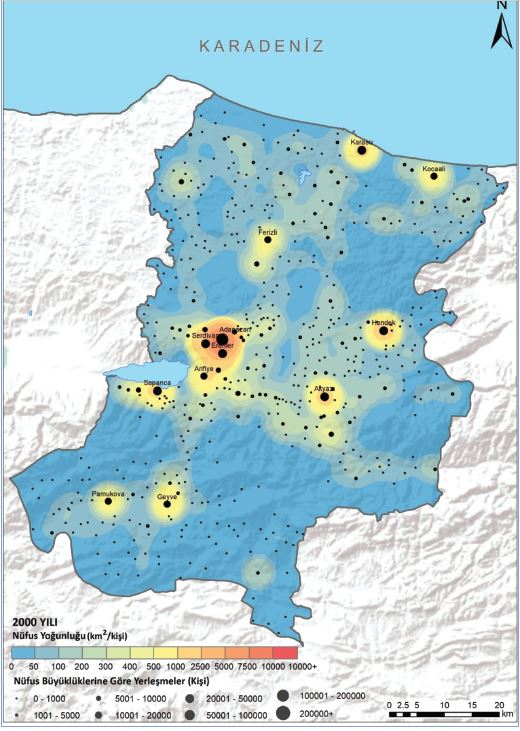 N
KARADENİZ
Karasu
Kocaali
Ferizli
Hendek
Adapazarı
Serdivan
Erenler
Arifiye
Sapanca
Akyazı
Pamukova
Geyve
2000 YILI
Nüfus Yoğunluğu (km²/kişi)
0 50 100 200 300 400 500 1000 2500 5000 7500 10000 10000+
Nüfus Büyüklüklerine Göre Yerleşmeler (Kişi)
0 - 1000 5001 - 10000 20001 - 50000 100001 - 200000
1001 - 5000 10001 - 20000 50001 - 100000 200000+
0 2.5 5 10 15 20
km